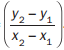 (y₂ − y₁ / x₂ − x₁)